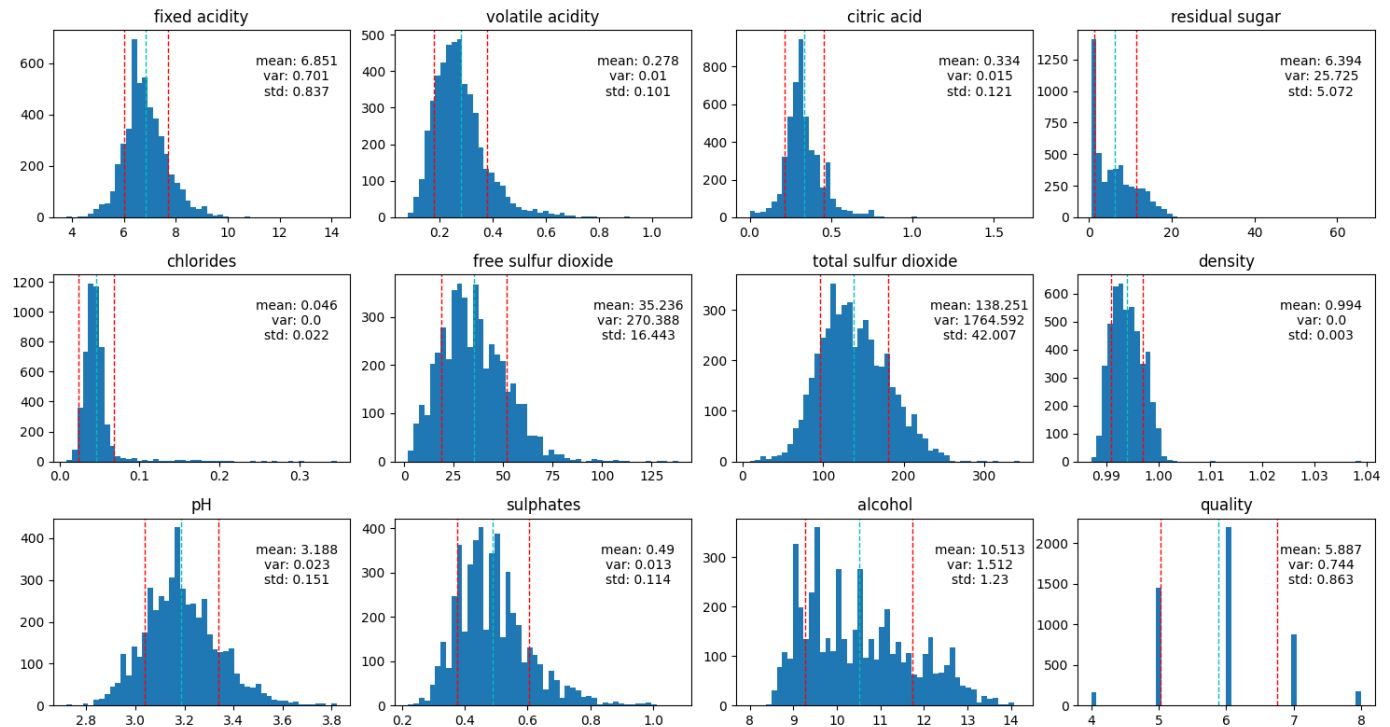 fixed acidity
mean: 6.851
var: 0.701
std: 0.837
0
200
400
600
4 6 8 10 12 14
volatile acidity
mean: 0.278
var: 0.01
std: 0.101
0
100
200
300
400
500
0.2 0.4 0.6 0.8 1.0
citric acid
mean: 0.334
var: 0.015
std: 0.121
0
200
400
600
800
0.0 0.5 1.0 1.5
residual sugar
mean: 6.394
var: 25.725
std: 5.072
0
250
500
750
1000
1250
0 20 40 60
chlorides
mean: 0.046
var: 0.0
std: 0.022
0
200
400
600
800
1000
1200
0.0 0.1 0.2 0.3
free sulfur dioxide
mean: 35.236
var: 270.388
std: 16.443
0
100
200
300
0 25 50 75 100 125
total sulfur dioxide
mean: 138.251
var: 1764.592
std: 42.007
0
100
200
300
100 200 300
density
mean: 0.994
var: 0.0
std: 0.003
0
100
200
300
400
500
600
0.99 1.00 1.01 1.02 1.03 1.04
pH
mean: 3.188
var: 0.023
std: 0.151
0
100
200
300
400
2.8 3.0 3.2 3.4 3.6 3.8
sulphates
mean: 0.49
var: 0.013
std: 0.114
0
100
200
300
400
0.2 0.4 0.6 0.8 1.0
alcohol
mean: 10.513
var: 1.512
std: 1.23
0
100
200
300
8 9 10 11 12 13 14
quality
mean: 5.887
var: 0.744
std: 0.863
0
500
1000
1500
2000
4 5 6 7 8